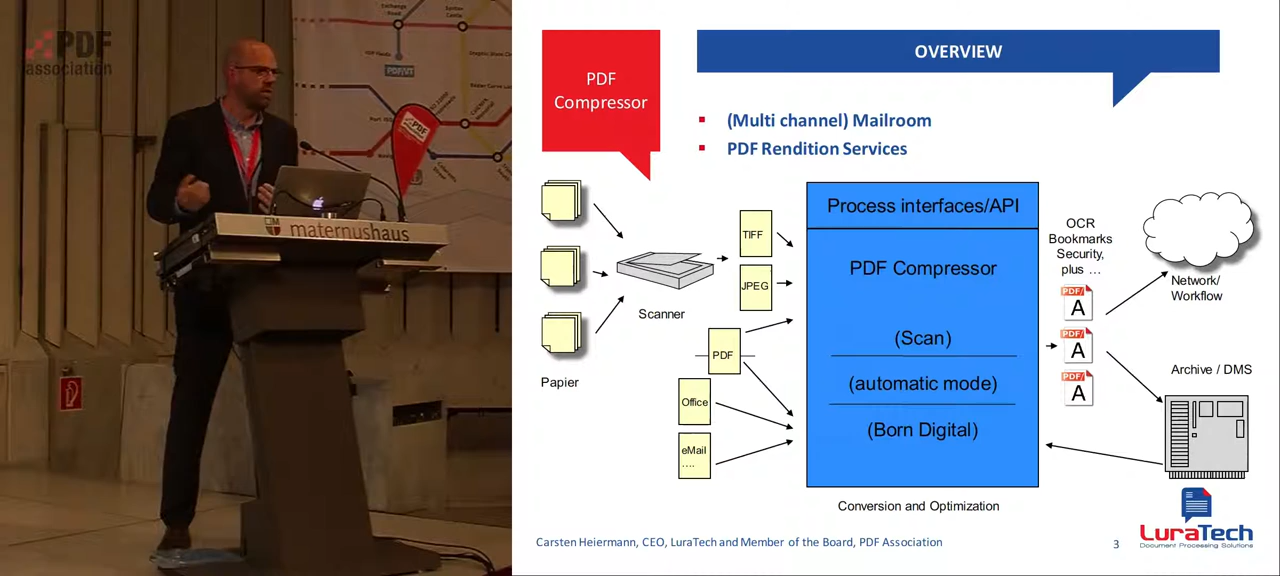 PDF
association
PDF/VT
PDF
maternushaus
PDF
Compressor
OVERVIEW
(Multi channel) Mailroom
PDF Rendition Services
Papier
Scanner
TIFF
JPEG
PDF
Office
eMail
....
Process interfaces/API
PDF Compressor
(Scan)
(automatic mode)
(Born Digital)
Conversion and Optimization
OCR
Bookmarks
Security,
plus ...
PDF/
A
PDF/
A
PDF/
A
Network/
Workflow
Archive / DMS
LuraTech
Document Processing Solutions
Carsten Heiermann, CEO, LuraTech and Member of the Board, PDF Association
3